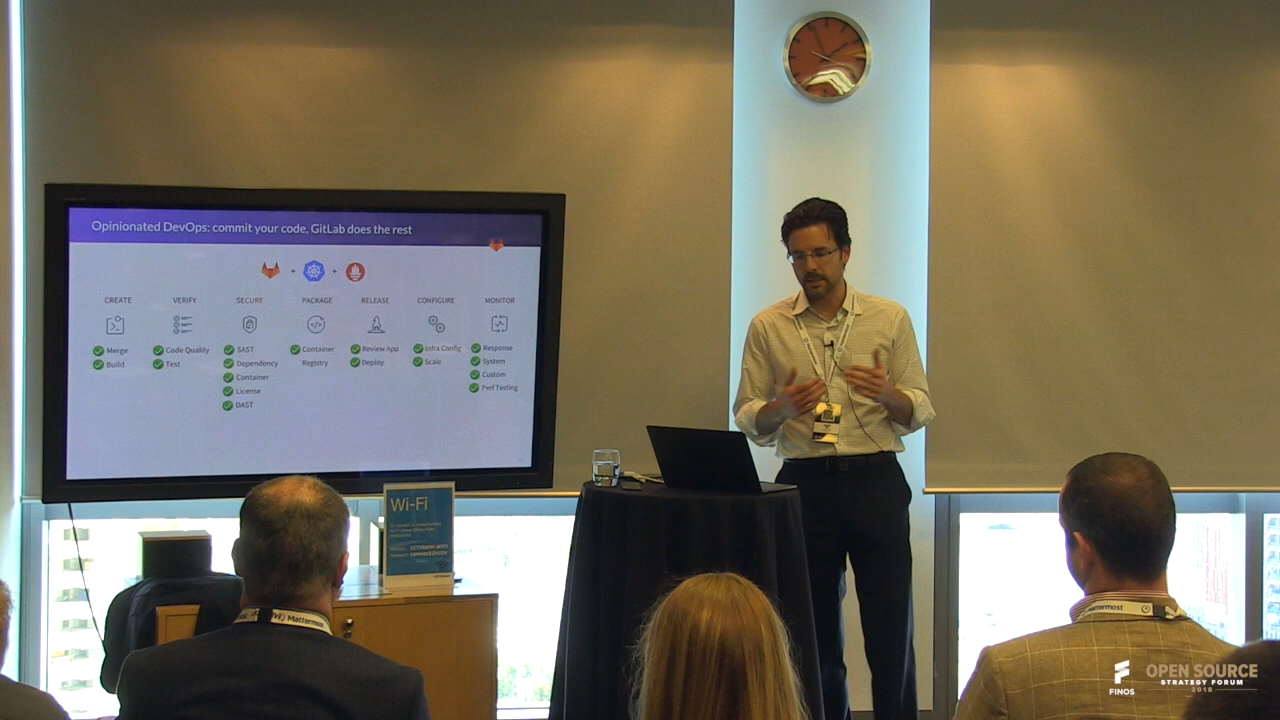 Opinionated DevOps: commit your code, GitLab does the rest
+ +
CREATE VERIFY SECURE PACKAGE RELEASE CONFIGURE MONITOR
Merge
Build
Code Quality
Test
SAST
Dependency
Container
License
DAST
Container
Registry
Review App
Deploy
Infra Config
Scale
Response
System
Custom
Perf Testing
Wi-Fi
Mattermost
FINOS
OPEN SOURCE
STRATEGY FORUM
2018